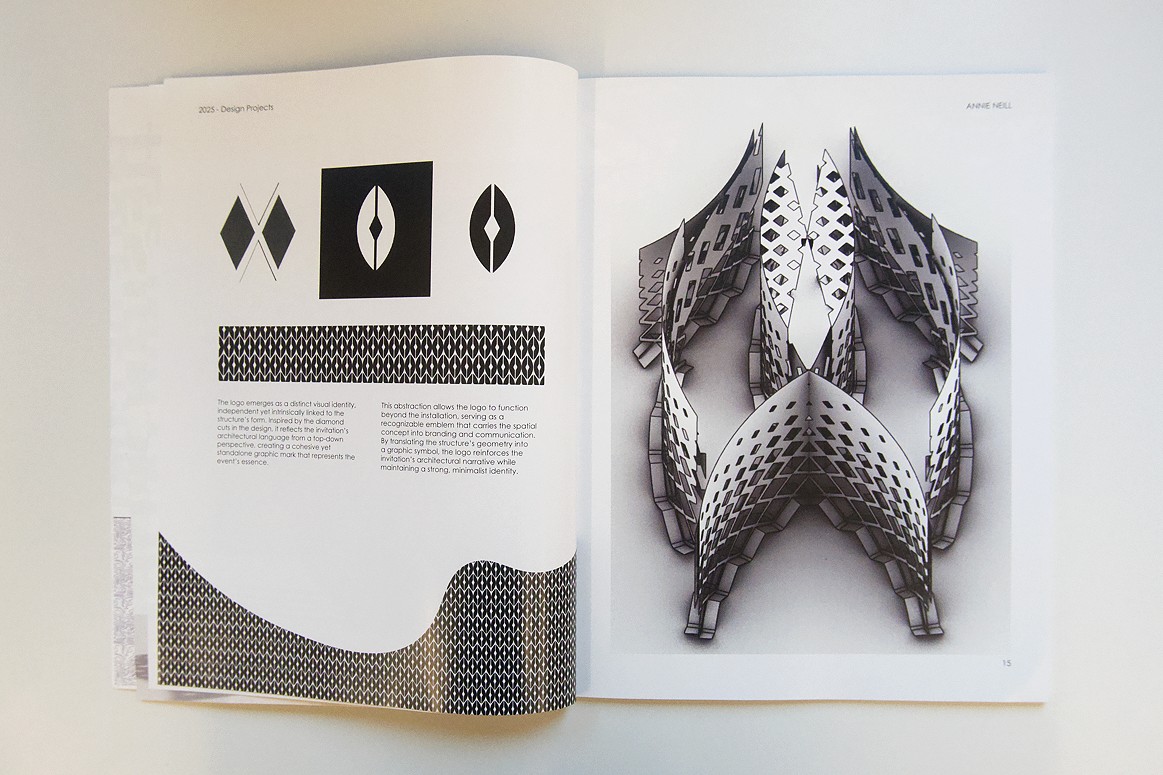 2025 - Design Projects
ANNIE NEILL
The logo emerges as a distinct visual identity,
independent yet intrinsically linked to the
structure's form. Inspired by the diamond
cuts in the design, it reflects the invitation's
architectural language from a top-down
perspective, creating a cohesive yet
standalone graphic mark that represents the
event's essence.
This abstraction allows the logo to function
beyond the installation, serving as a
recognizable emblem that carries the spatial
concept into branding and communication.
By translating the structure's geometry into
a graphic symbol, the logo reinforces the
invitation's architectural narrative while
maintaining a strong, minimalist identity.
15